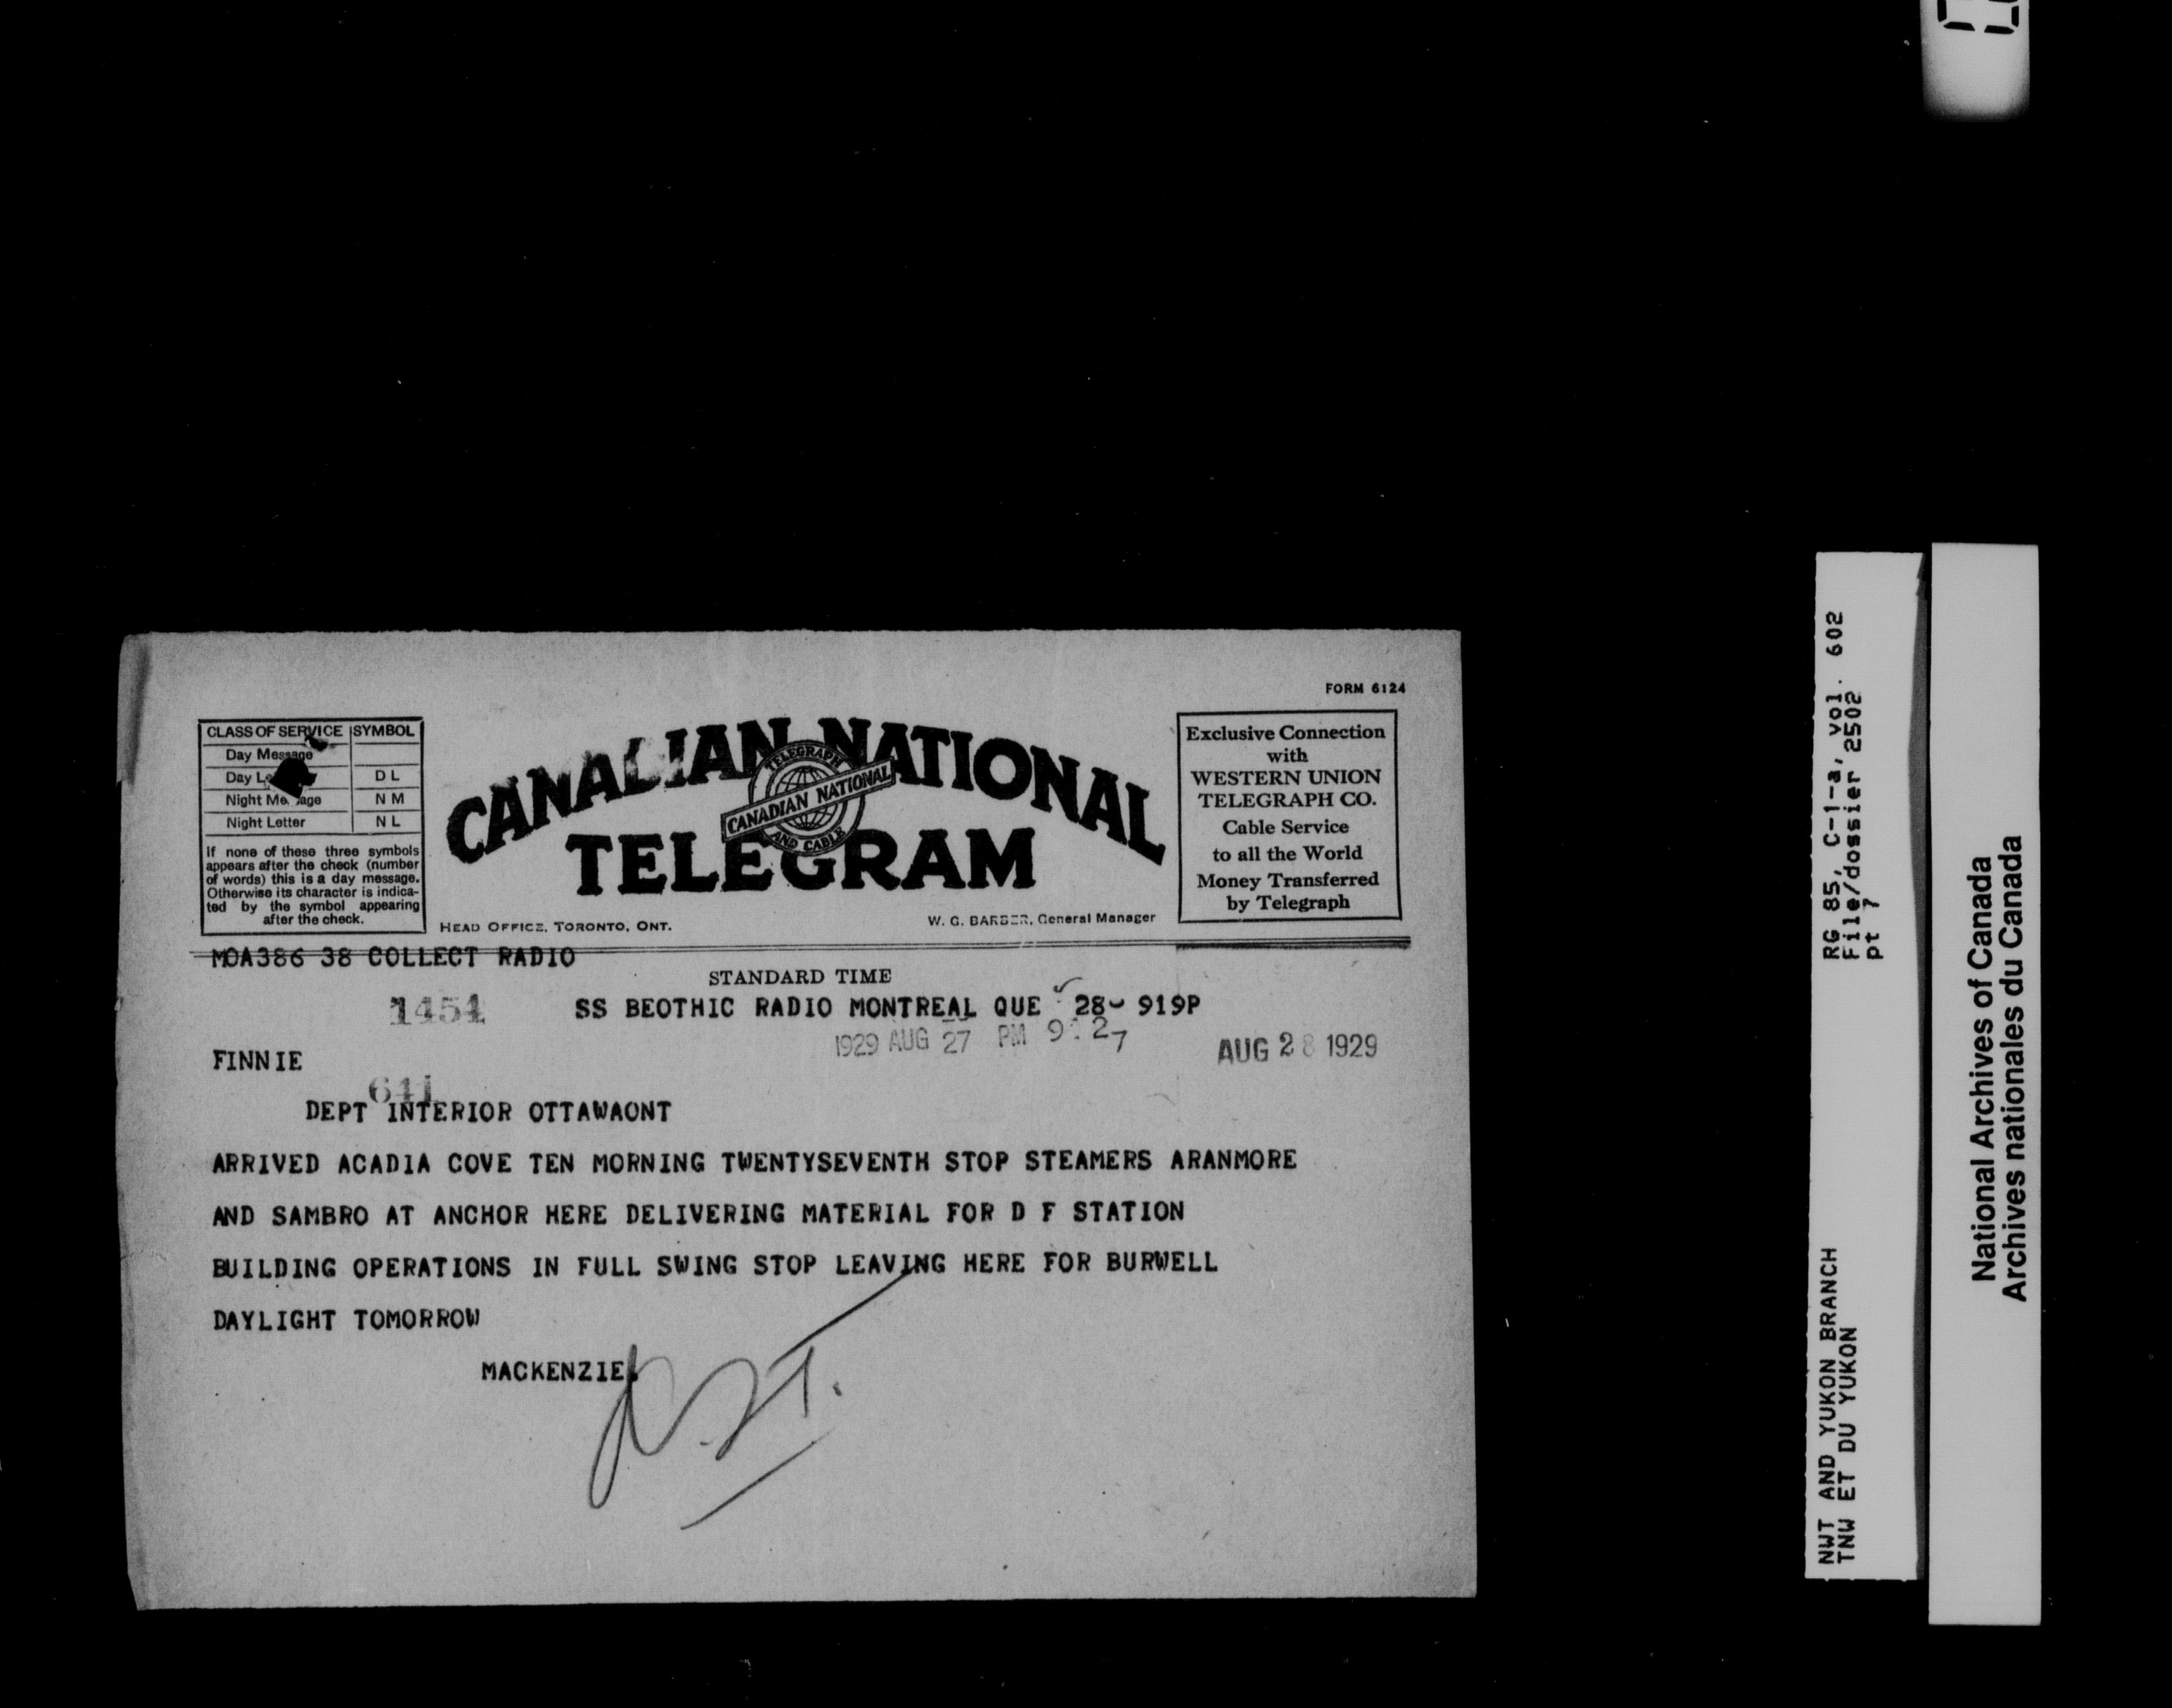 FORM 6124
CLASS OF SERVICE SYMBOL
Day Message
Day
Night Message N M
D L
Night Letter N L
If none of these three symbols
appears after the check (number
of words) this is a day message.
Otherwise its character is indica-
ted by the symbol appearing
after the check.
CANADIAN NATIONAL
TELEGRAM
TELEGRAPH
CANADIAN NATIONAL
AND CABLE
HEAD OFFICE, TORONTO, ONT.
W. G. BARBER, General Manager
Exclusive Connection
with
WESTERN UNION
TELEGRAPH CO.
Cable Service
to all the World
Money Transferred
by Telegraph
MOA386 38 COLLECT RADIO
STANDARD TIME
1454 SS BEOTHIC RADIO MONTREAL QUE 28- 919P
1929 AUG 27 PM 9:27
AUG 28 1929
FINNIE
641
DEPT INTERIOR OTTAWAONT
ARRIVED ACADIA COVE TEN MORNING TWENTYSEVENTH STOP STEAMERS ARANMORE
AND SAMBRO AT ANCHOR HERE DELIVERING MATERIAL FOR D F STATION
BUILDING OPERATIONS IN FULL SWING STOP LEAVING HERE FOR BURWELL
DAYLIGHT TOMORROW
MACKENZIE.
RG 85, C-1-a, vol. 602
File/dossier 2502
pt 7
NWT AND YUKON BRANCH
TNW ET DU YUKON
National Archives of Canada
Archives nationales du Canada